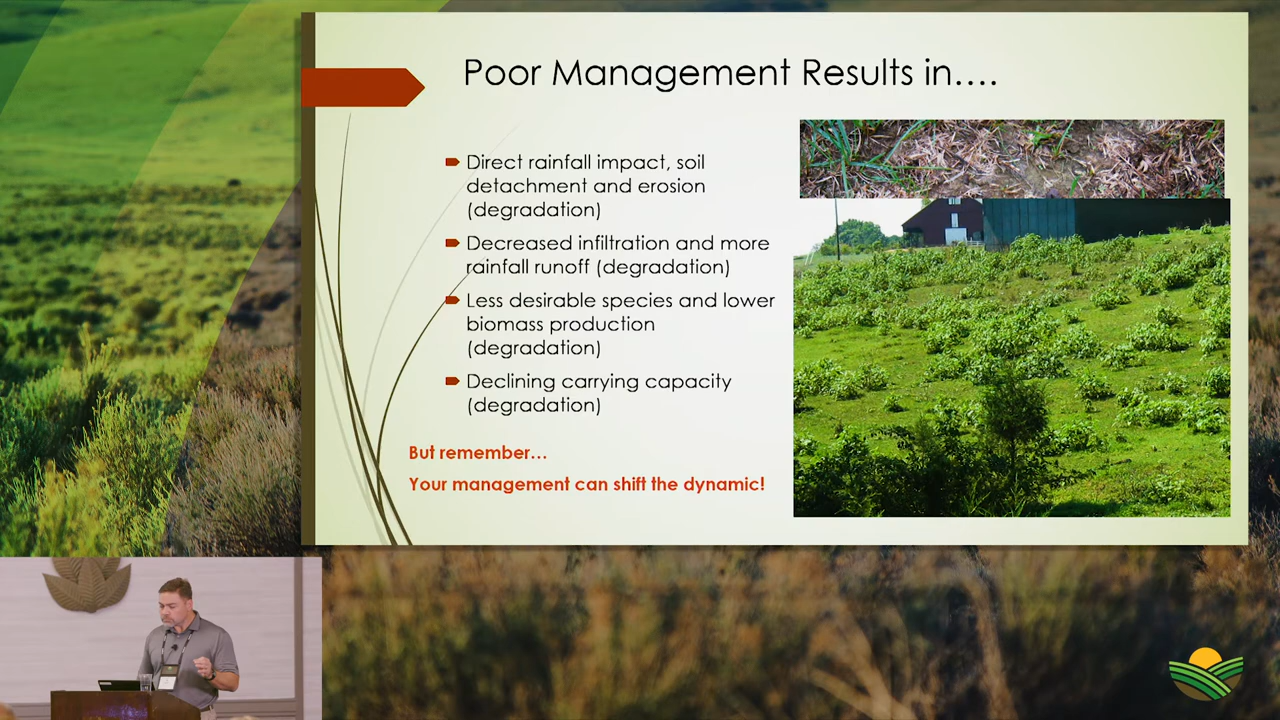 Poor Management Results in....
Direct rainfall impact, soil
detachment and erosion
(degradation)
Decreased infiltration and more
rainfall runoff (degradation)
Less desirable species and lower
biomass production
(degradation)
Declining carrying capacity
(degradation)
But remember...
Your management can shift the dynamic!